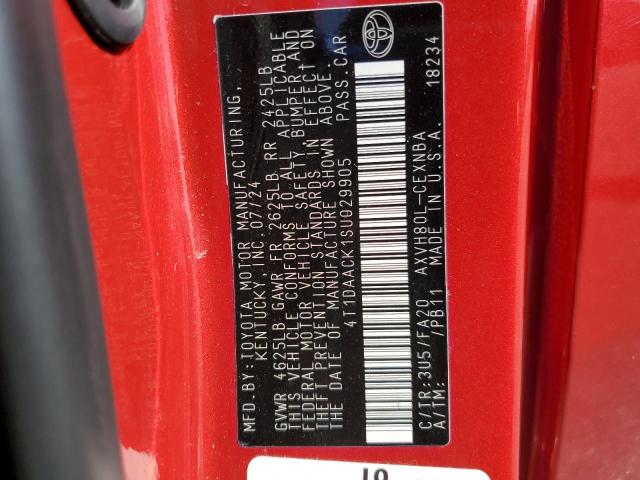 MFD. BY: TOYOTA MOTOR MANUFACTURING,
KENTUCKY, INC. 07/24
GVWR 4625LB GAWR FR 2625LB RR 2425LB
THIS VEHICLE CONFORMS TO ALL APPLICABLE
FEDERAL MOTOR VEHICLE SAFETY, BUMPER, AND
THEFT PREVENTION STANDARDS IN EFFECT ON
THE DATE OF MANUFACTURE SHOWN ABOVE.
4T1DAACK1SU029905 PASS. CAR
C/TR: 3U5 /FA20 AXVH80L-CEXNBA
A/TM: /PB11 MADE IN U.S.A. 18234